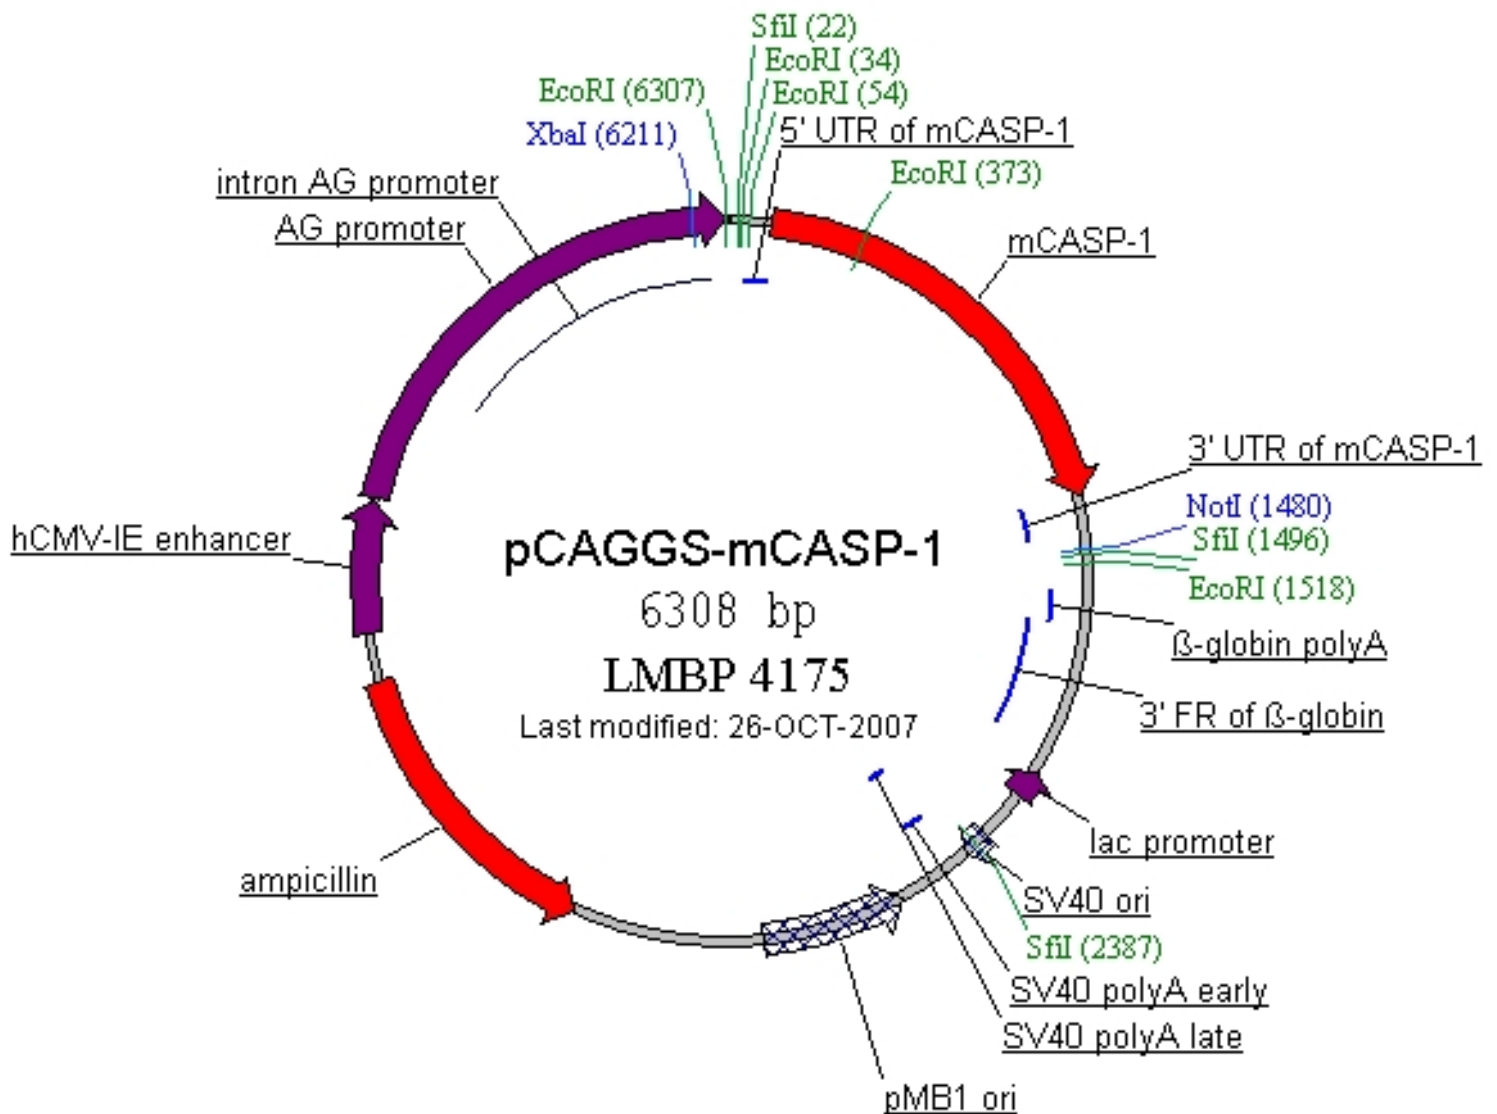 SfiI (22)
EcoRI (34)
EcoRI (6307)
EcoRI (54)
XbaI (6211)
5' UTR of mCASP-1
EcoRI (373)
intron AG promoter
AG promoter
mCASP-1
3' UTR of mCASP-1
NotI (1480)
SfiI (1496)
hCMV-IE enhancer
pCAGGS-mCASP-1
EcoRI (1518)
6308 bp
ß-globin polyA
LMBP 4175
3' FR of ß-globin
Last modified: 26-OCT-2007
lac promoter
ampicillin
SV40 ori
SfiI (2387)
SV40 polyA early
SV40 polyA late
pMB1 ori